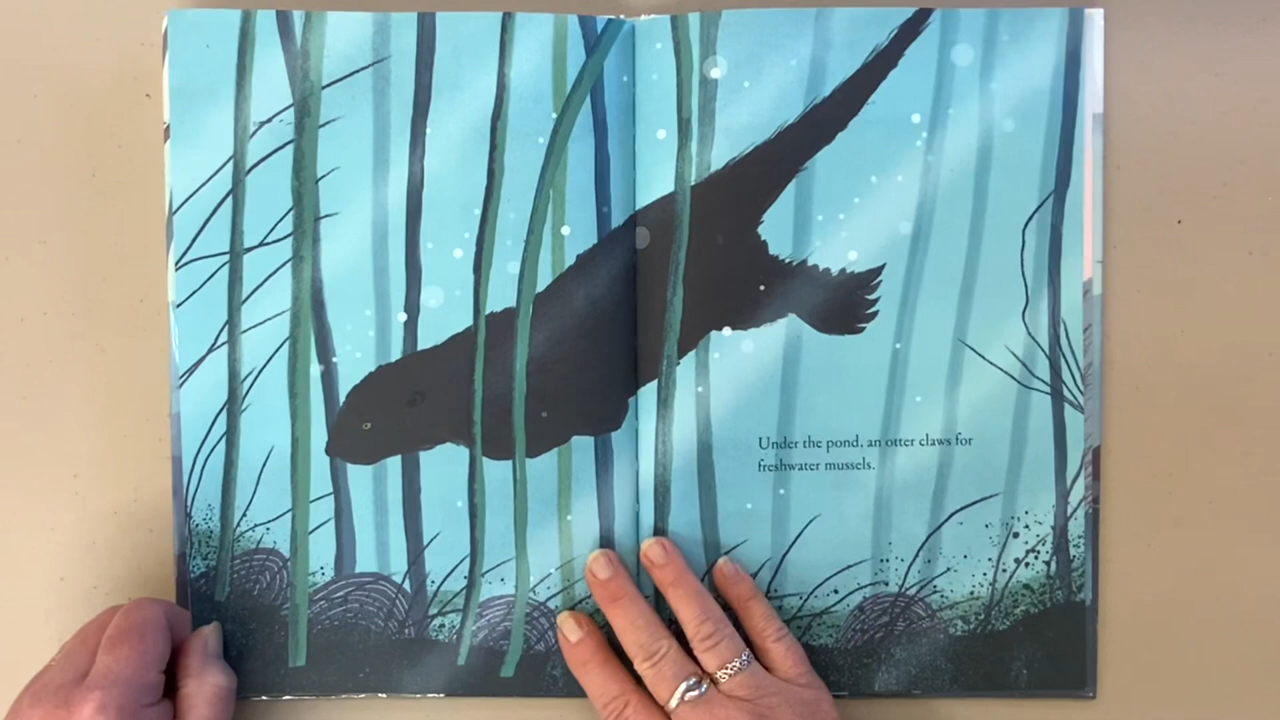 Under the pond, an otter claws for
freshwater mussels.